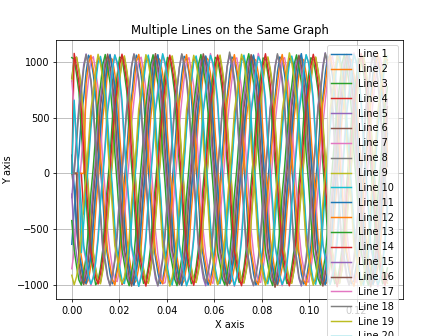 Multiple Lines on the Same Graph
Y axis
1000
500
0
−500
−1000
0.00
0.02
0.04
0.06
0.08
0.10
X axis
Line 1
Line 2
Line 3
Line 4
Line 5
Line 6
Line 7
Line 8
Line 9
Line 10
Line 11
Line 12
Line 13
Line 14
Line 15
Line 16
Line 17
Line 18
Line 19
Line 20